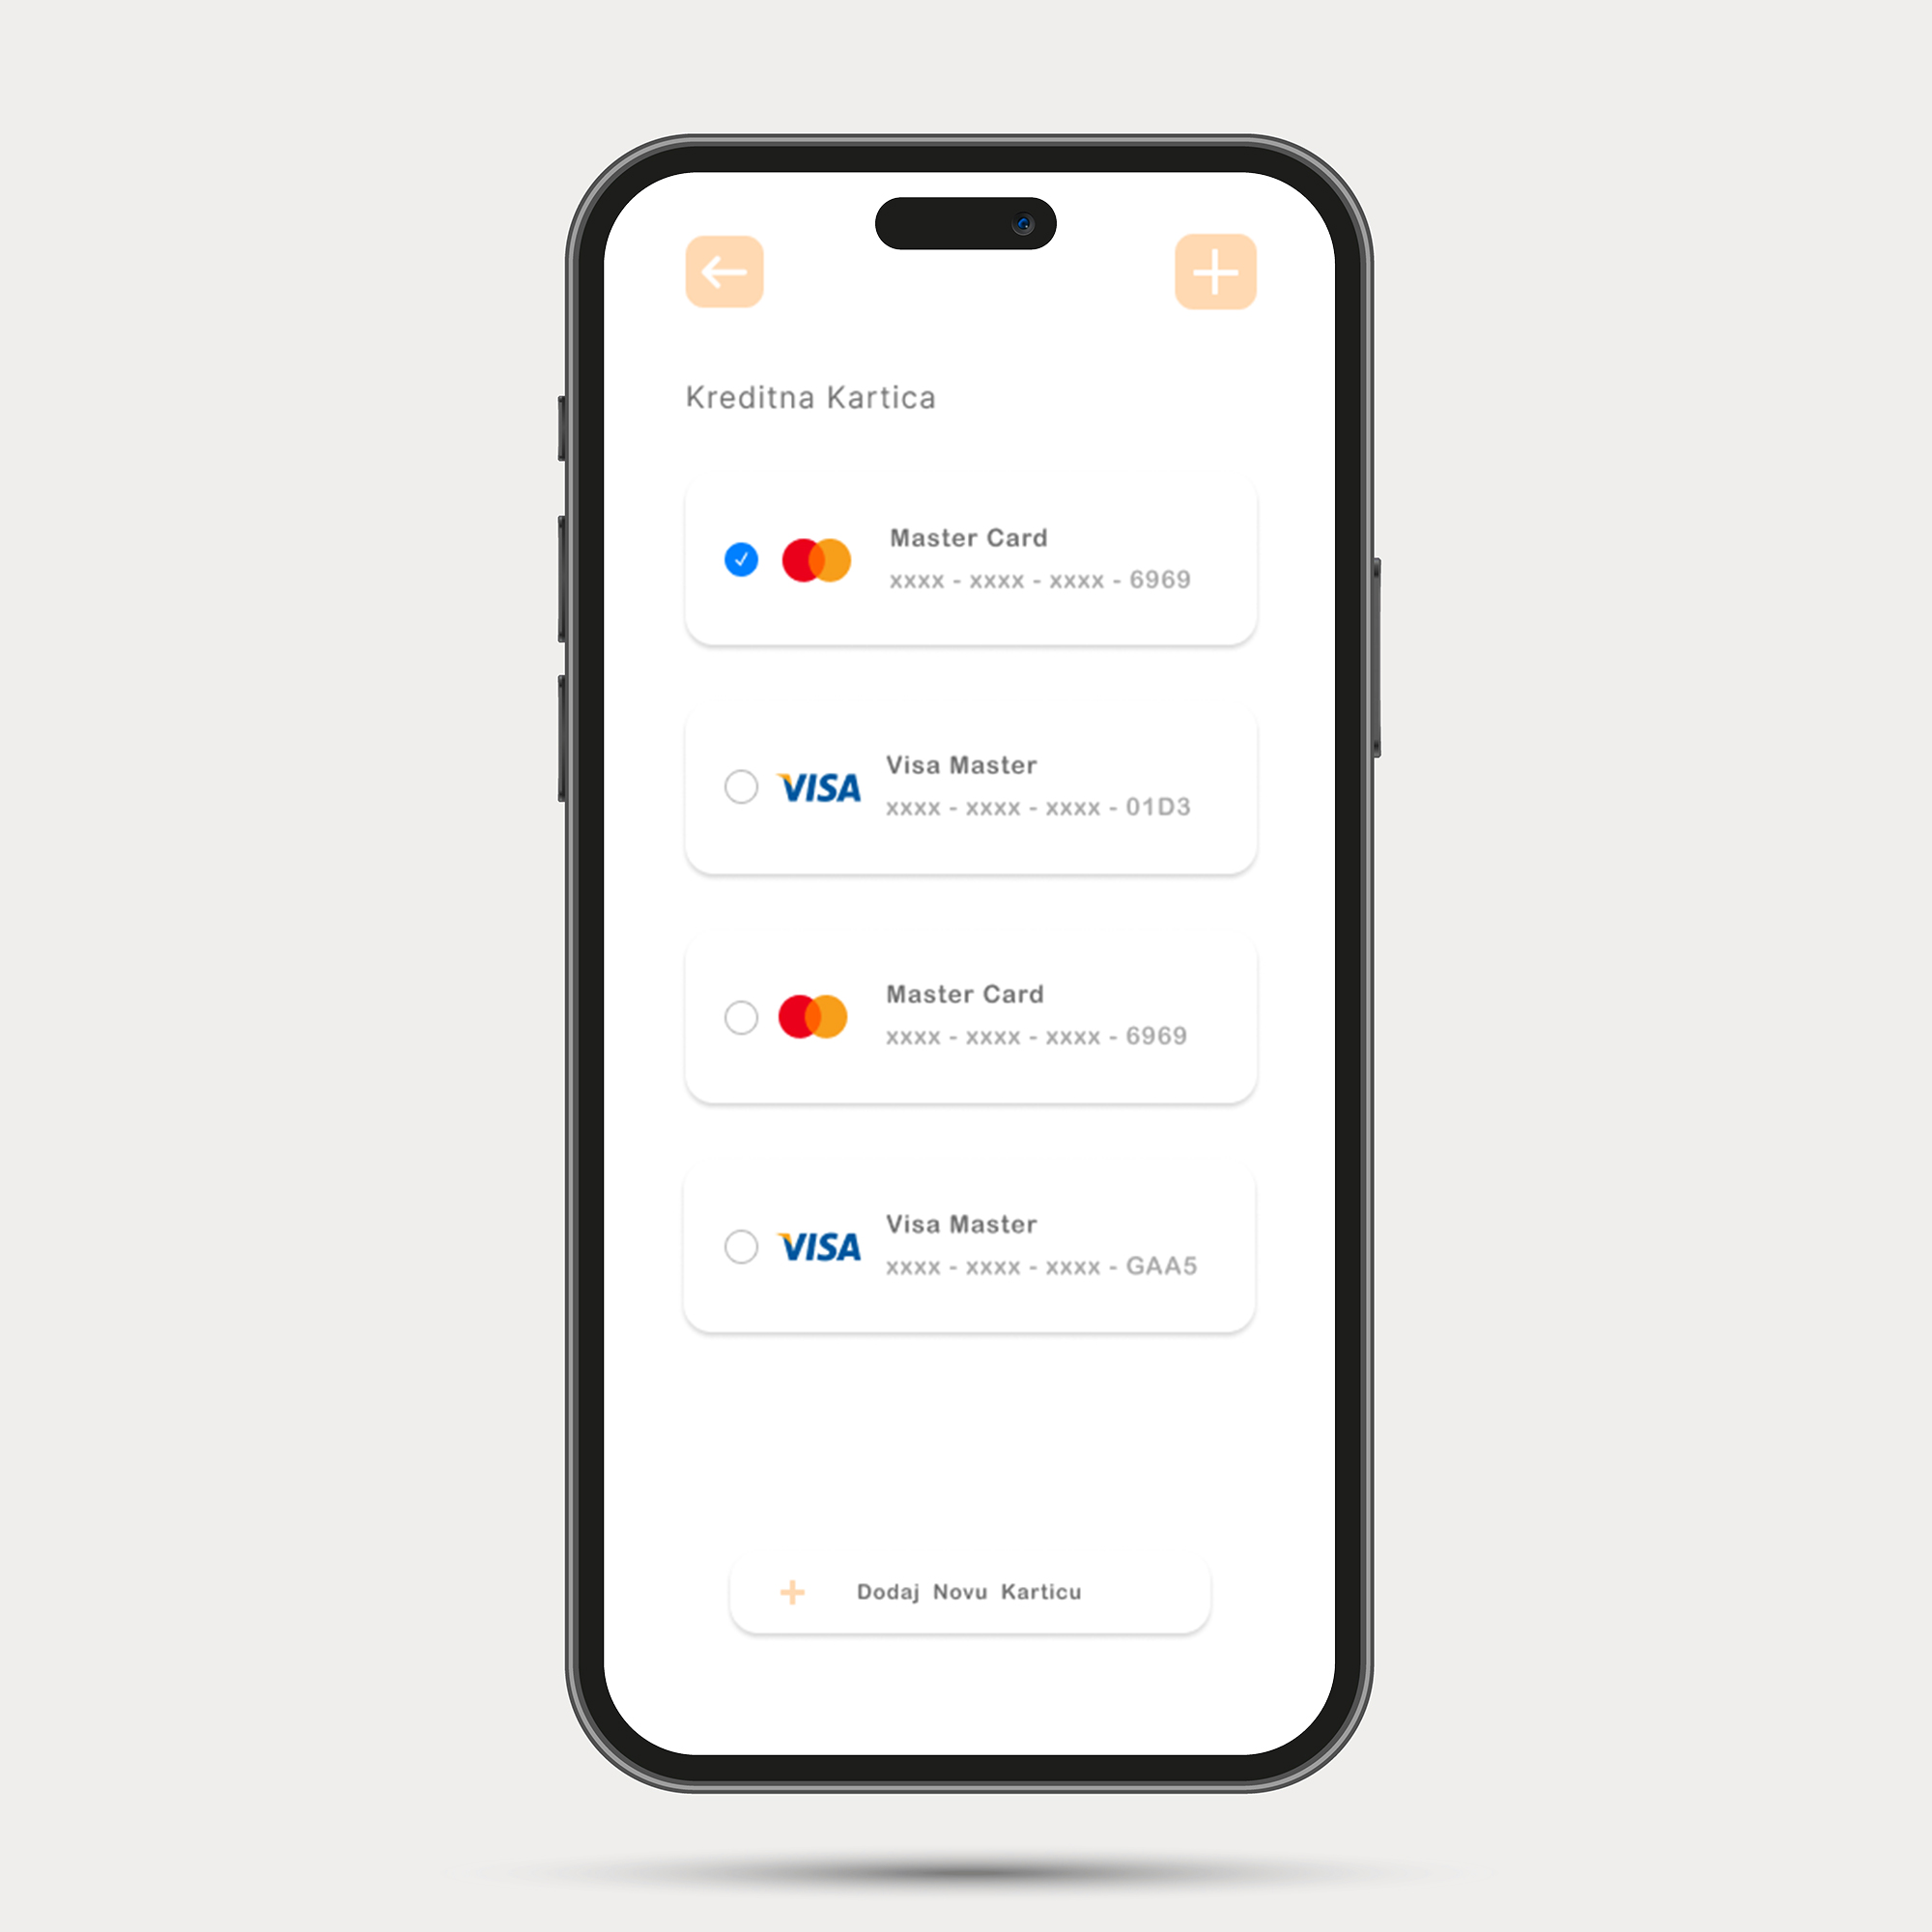 Kreditna Kartica
Master Card
xxxx - xxxx - xxxx - 6969
VISA
Visa Master
xxxx - xxxx - xxxx - 01D3
Master Card
xxxx - xxxx - xxxx - 6969
VISA
Visa Master
xxxx - xxxx - xxxx - GAA5
+ Dodaj Novu Karticu